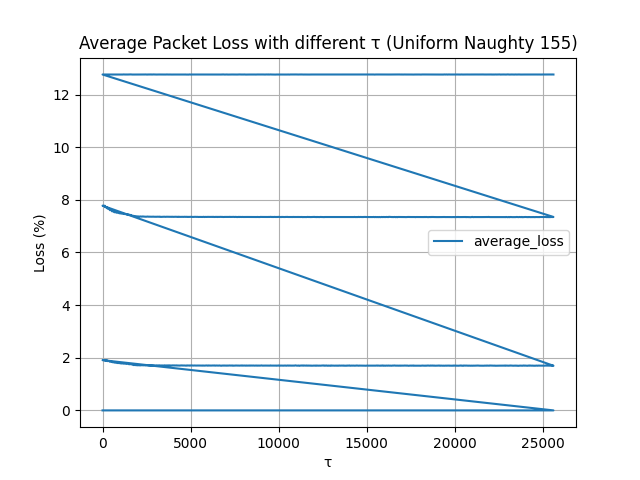 Average Packet Loss with different τ (Uniform Naughty 155)
12
10
8
6
4
2
0
Loss (%)
average_loss
0 5000 10000 15000 20000 25000
τ